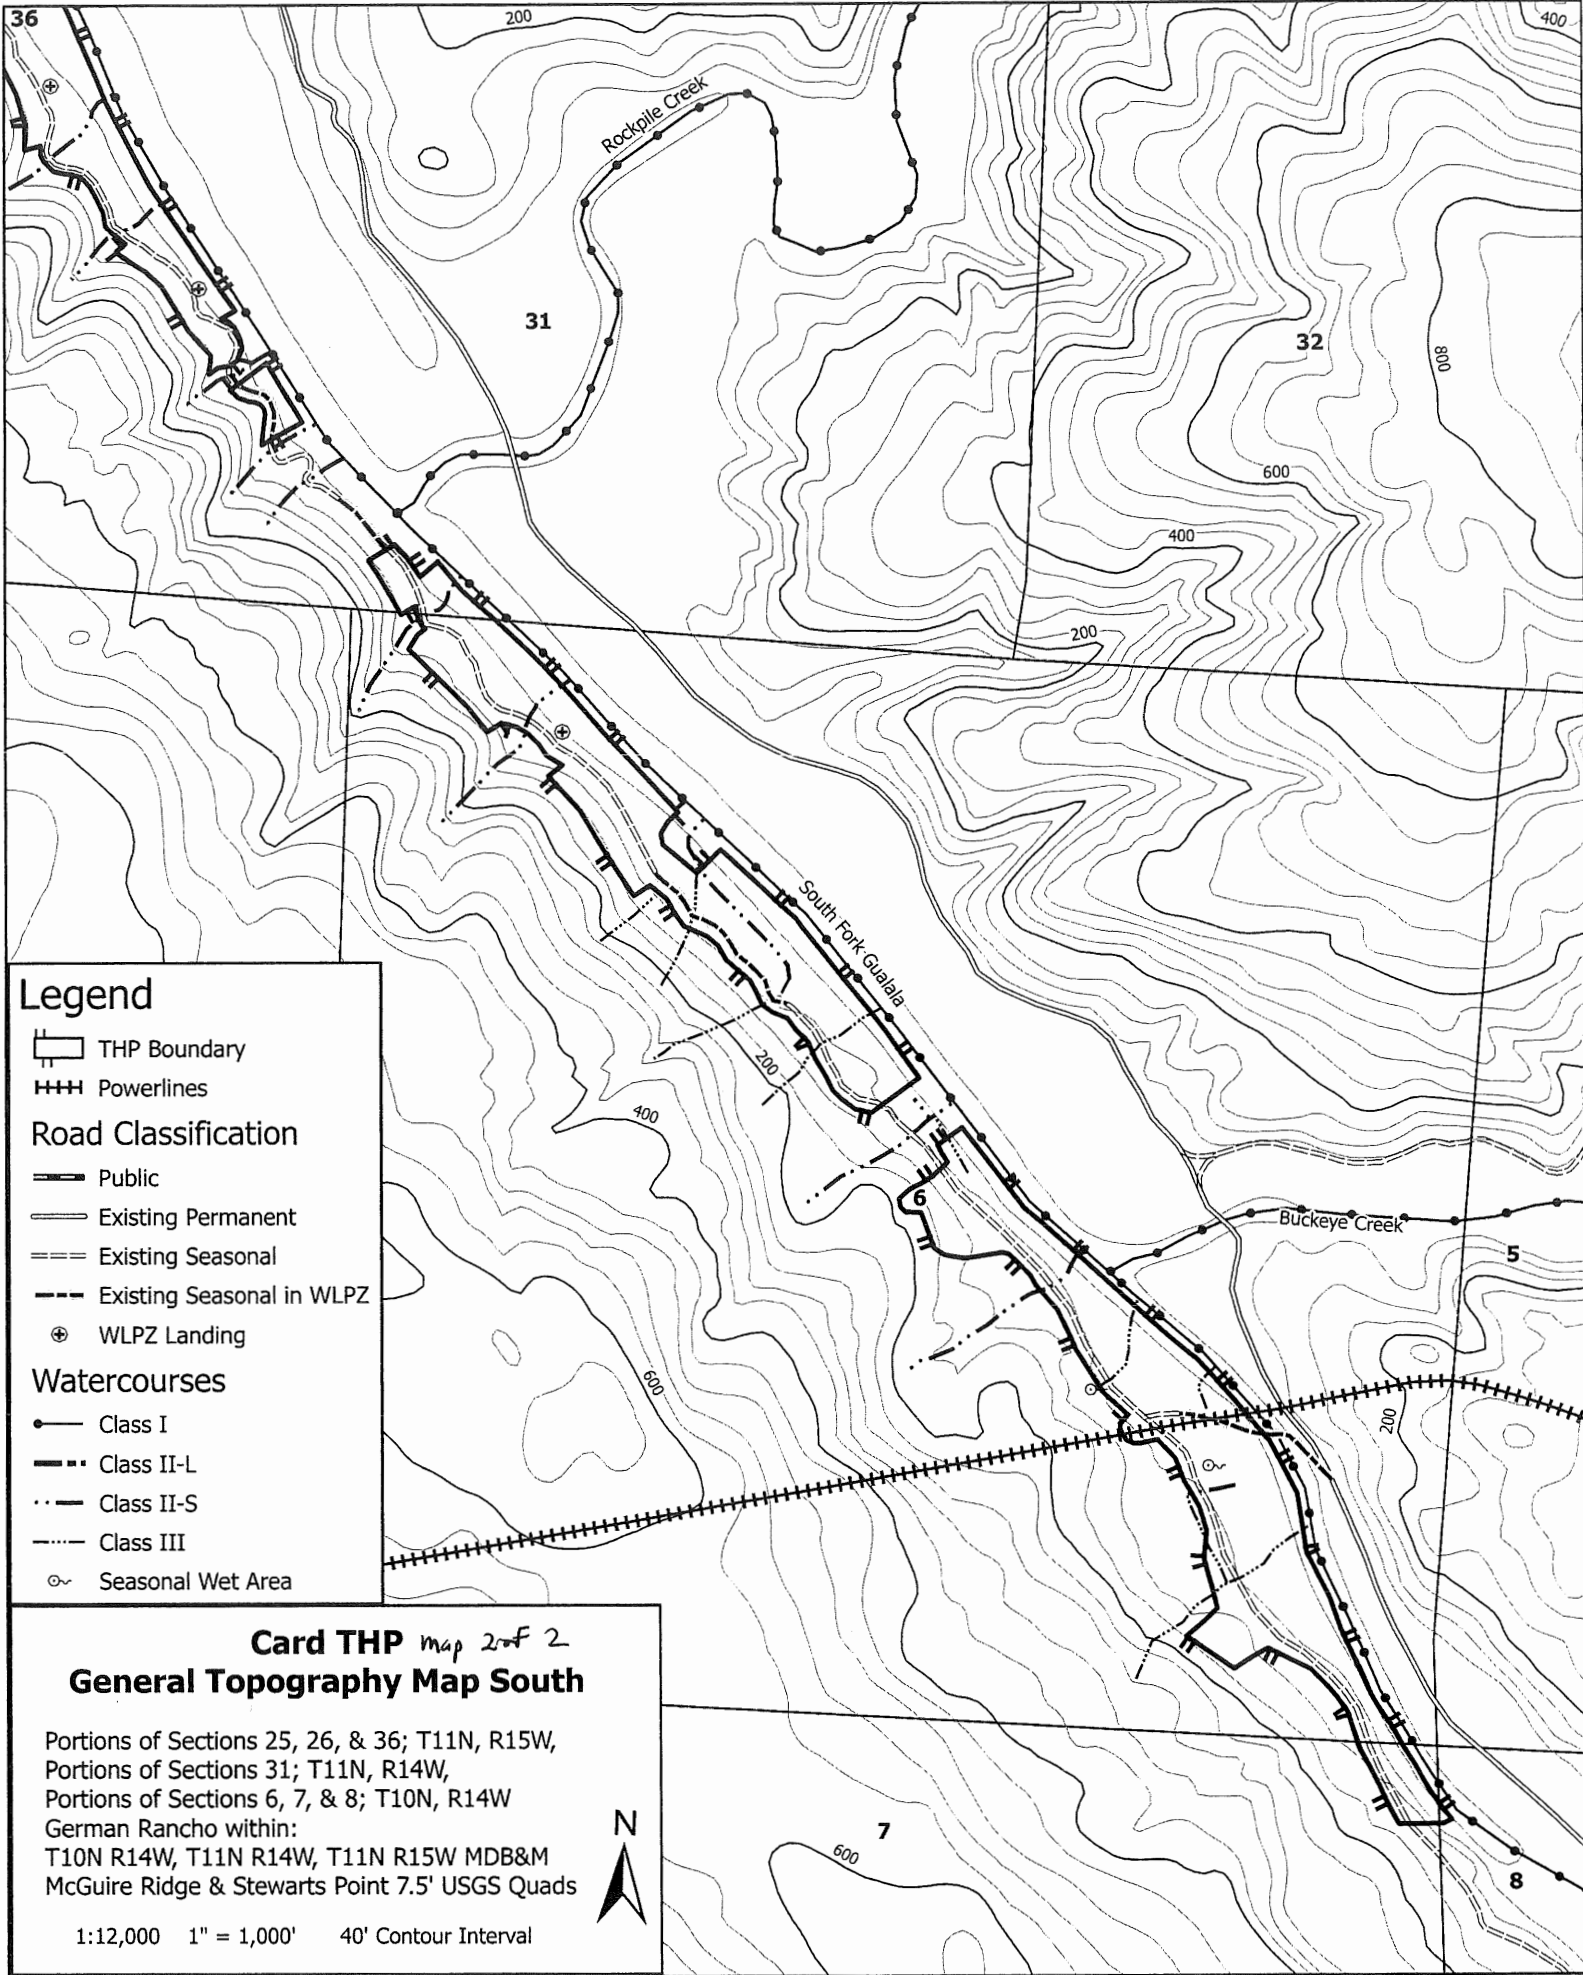 36
200
400
Rockpile Creek
31
32
800
600
400
200
South Fork Gualala
200
400
6
Buckeye Creek
5
600
200
Legend
THP Boundary
Powerlines
Road Classification
Public
Existing Permanent
Existing Seasonal
Existing Seasonal in WLPZ
WLPZ Landing
Watercourses
Class I
Class II-L
Class II-S
Class III
Seasonal Wet Area
Card THP map 2 of 2
General Topography Map South
Portions of Sections 25, 26, & 36; T11N, R15W,
Portions of Sections 31; T11N, R14W,
Portions of Sections 6, 7, & 8; T10N, R14W
German Rancho within:
T10N R14W, T11N R14W, T11N R15W MDB&M
McGuire Ridge & Stewarts Point 7.5' USGS Quads
N
1:12,000 1" = 1,000' 40' Contour Interval
7
600
8